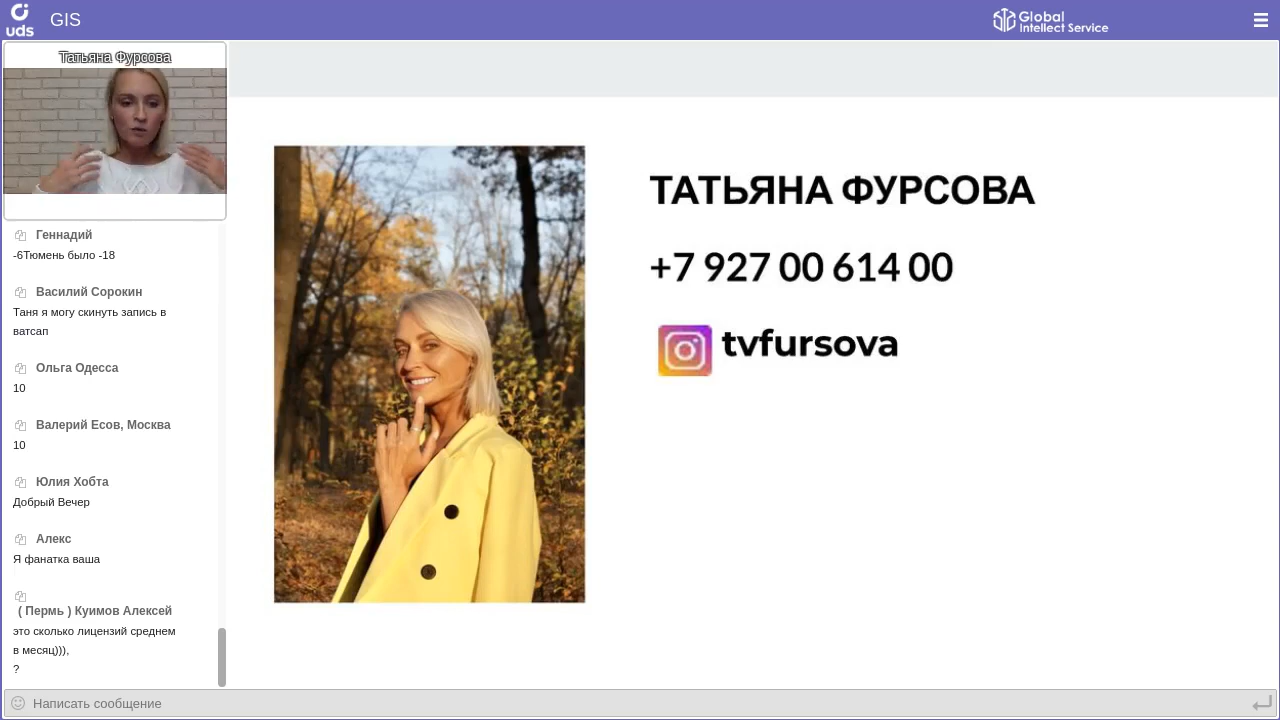 uds
GIS
Global
Intellect Service
Татьяна Фурсова
Геннадий
-6Тюмень было -18
Василий Сорокин
Таня я могу скинуть запись в
ватсап
Ольга Одесса
10
Валерий Есов, Москва
10
Юлия Хобта
Добрый Вечер
Алекс
Я фанатка ваша
( Пермь ) Куимов Алексей
это сколько лицензий среднем
в месяц))),
?
Написать сообщение
ТАТЬЯНА ФУРСОВА
+7 927 00 614 00
tvfursova